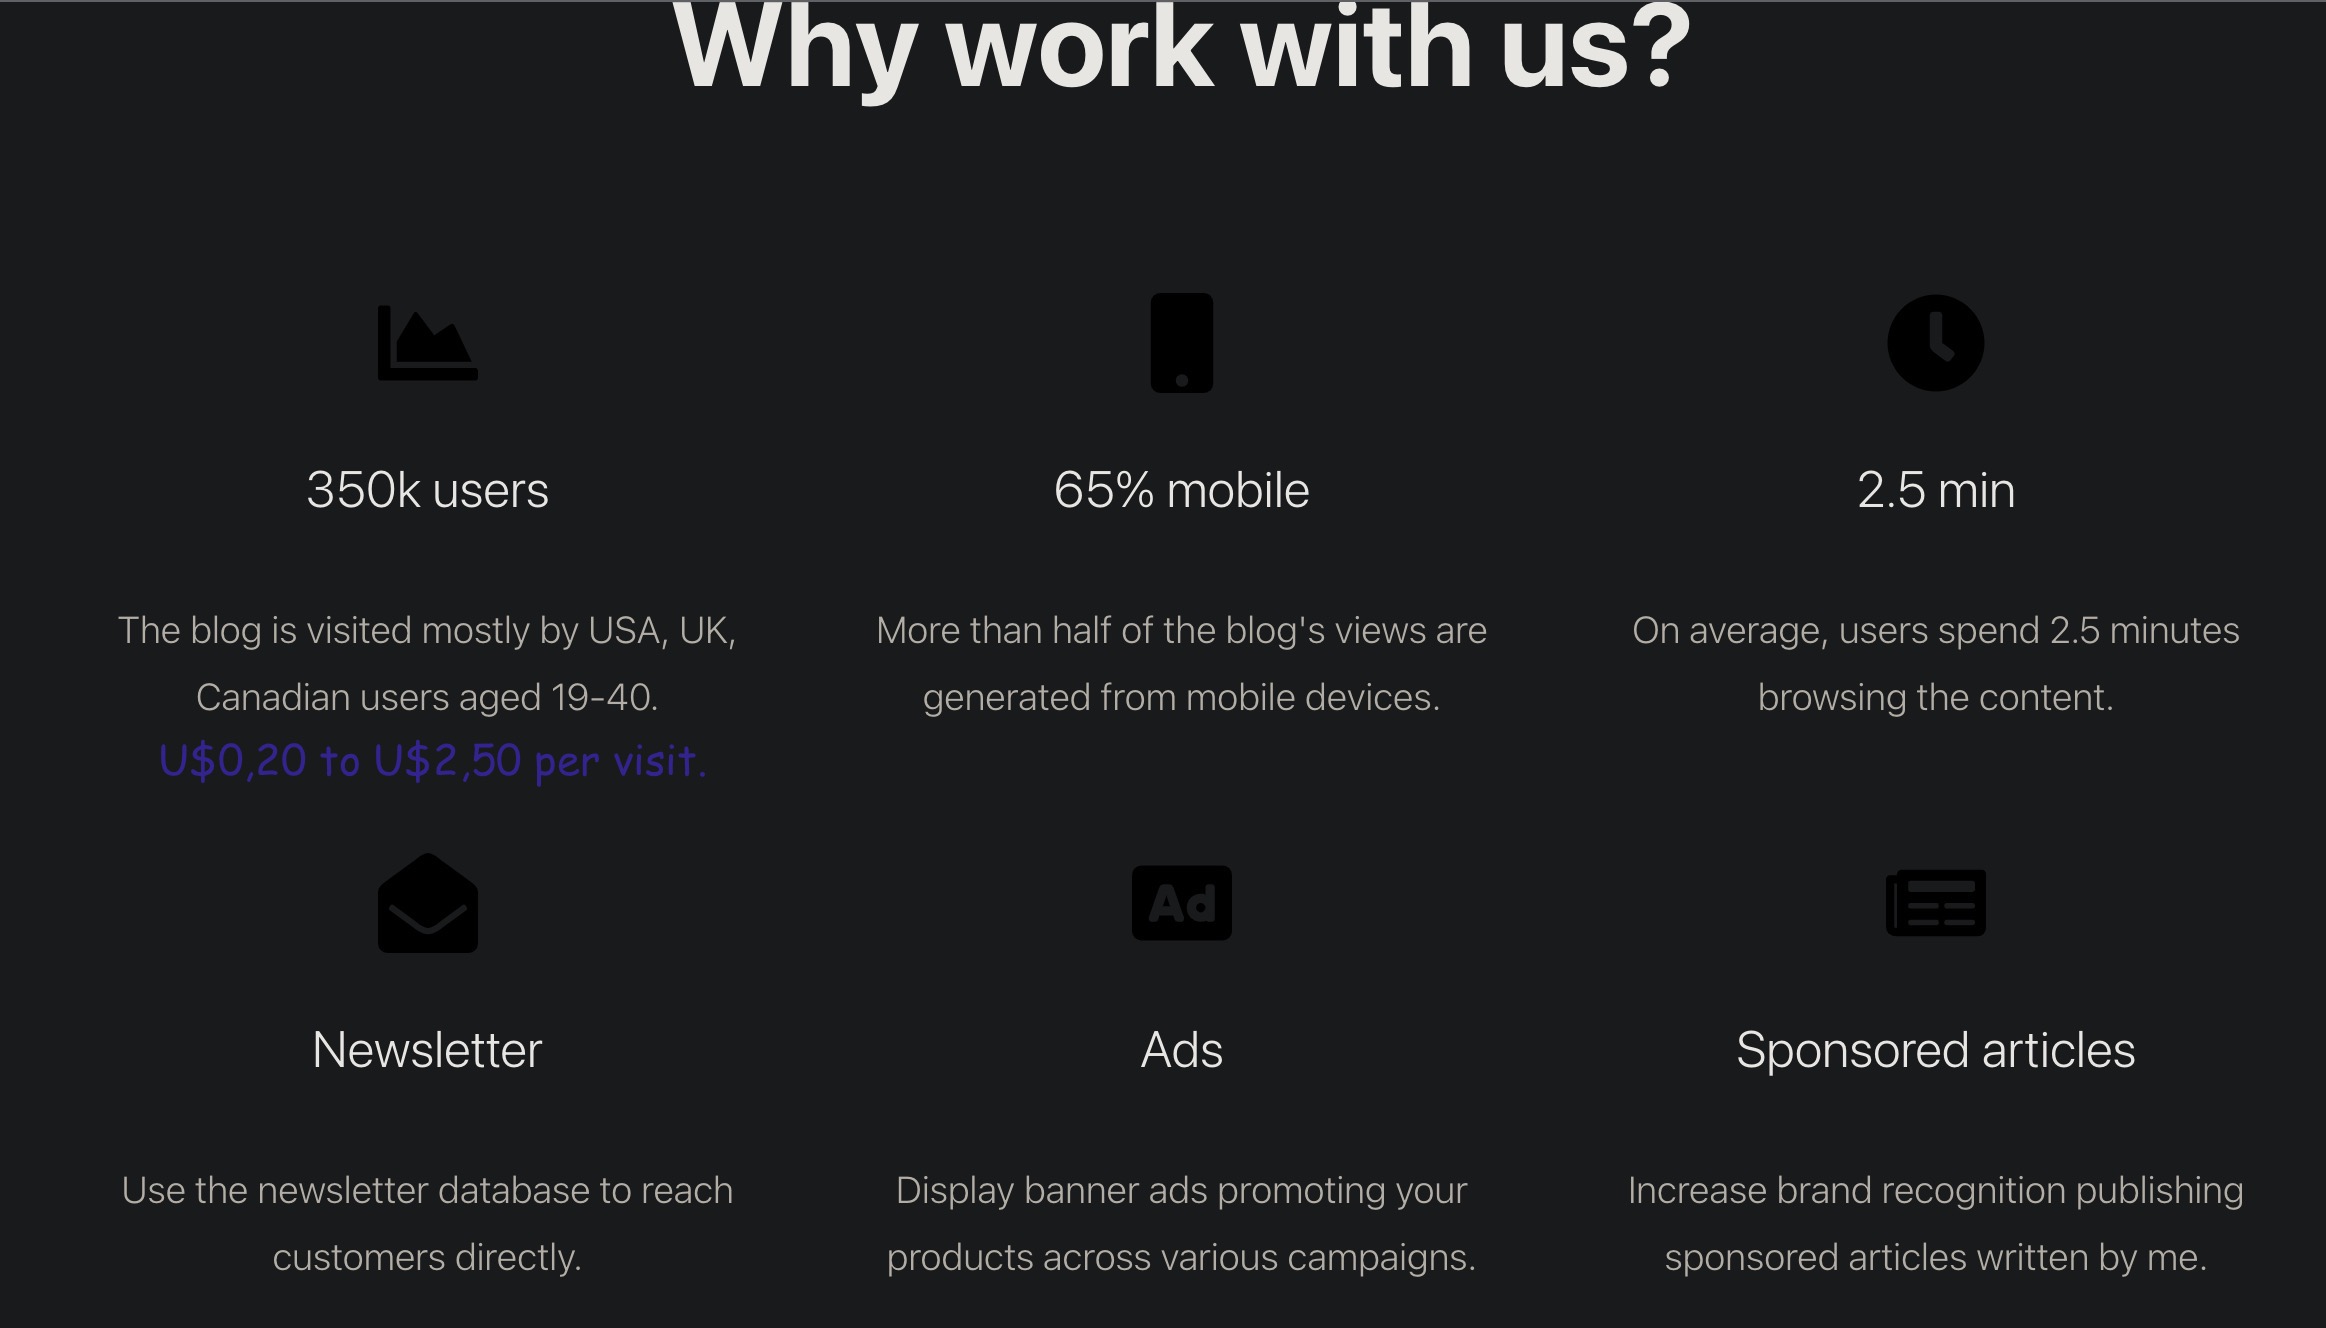 Why work with us?
350k users
The blog is visited mostly by USA, UK,
Canadian users aged 19-40.
U$0,20 to U$2,50 per visit.
65% mobile
More than half of the blog's views are
generated from mobile devices.
2.5 min
On average, users spend 2.5 minutes
browsing the content.
Newsletter
Use the newsletter database to reach
customers directly.
Ad
Ads
Display banner ads promoting your
products across various campaigns.
Sponsored articles
Increase brand recognition publishing
sponsored articles written by me.